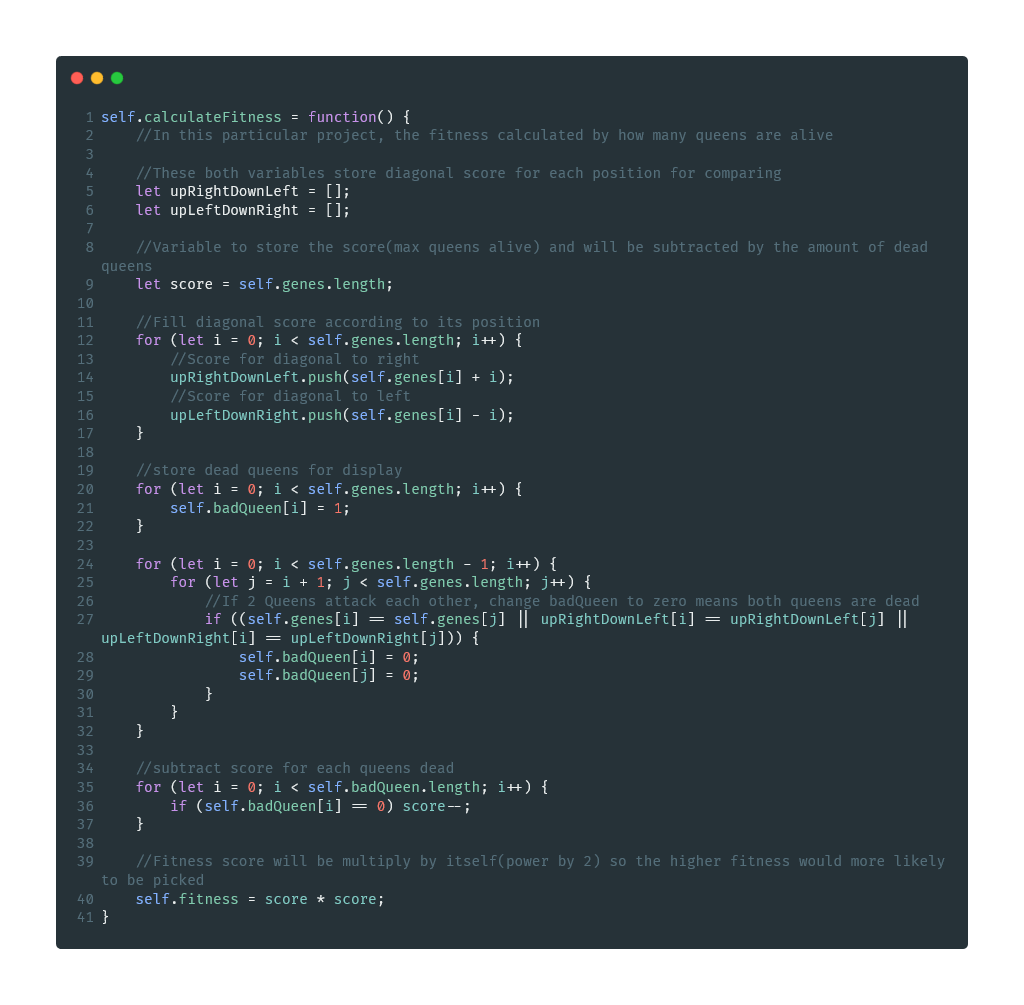 1 self.calculateFitness = function() {
2     //In this particular project, the fitness calculated by how many queens are alive
3
4     //These both variables store diagonal score for each position for comparing
5     let upRightDownLeft = [];
6     let upLeftDownRight = [];
7
8     //Variable to store the score(max queens alive) and will be subtracted by the amount of dead
queens
9     let score = self.genes.length;
10
11     //Fill diagonal score according to its position
12     for (let i = 0; i < self.genes.length; i++) {
13         //Score for diagonal to right
14         upRightDownLeft.push(self.genes[i] + i);
15         //Score for diagonal to left
16         upLeftDownRight.push(self.genes[i] - i);
17     }
18
19     //store dead queens for display
20     for (let i = 0; i < self.genes.length; i++) {
21         self.badQueen[i] = 1;
22     }
23
24     for (let i = 0; i < self.genes.length - 1; i++) {
25         for (let j = i + 1; j < self.genes.length; j++) {
26             //If 2 Queens attack each other, change badQueen to zero means both queens are dead
27             if ((self.genes[i] == self.genes[j] || upRightDownLeft[i] == upRightDownLeft[j] ||
upLeftDownRight[i] == upLeftDownRight[j])) {
28                 self.badQueen[i] = 0;
29                 self.badQueen[j] = 0;
30             }
31         }
32     }
33
34     //subtract score for each queens dead
35     for (let i = 0; i < self.badQueen.length; i++) {
36         if (self.badQueen[i] == 0) score--;
37     }
38
39     //Fitness score will be multiply by itself(power by 2) so the higher fitness would more likely
to be picked
40     self.fitness = score * score;
41 }